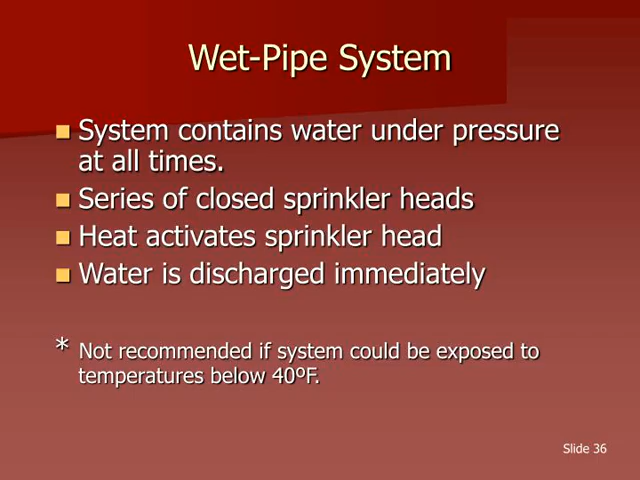 Wet-Pipe System
System contains water under pressure
at all times.
Series of closed sprinkler heads
Heat activates sprinkler head
Water is discharged immediately
* Not recommended if system could be exposed to
temperatures below 40ºF.
Slide 36